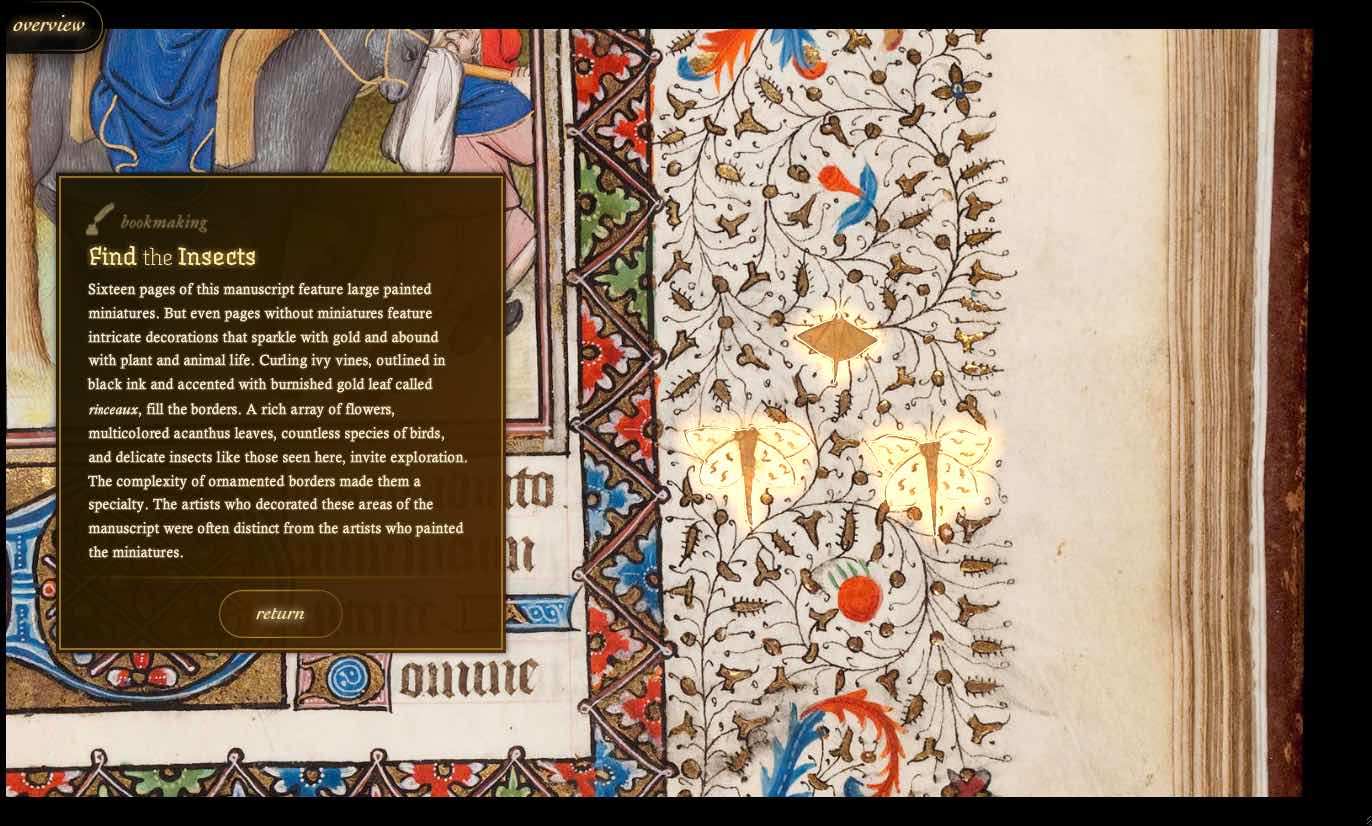 overview
bookmaking
Find the Insects
Sixteen pages of this manuscript feature large painted
miniatures. But even pages without miniatures feature
intricate decorations that sparkle with gold and abound
with plant and animal life. Curling ivy vines, outlined in
black ink and accented with burnished gold leaf called
rinceaux, fill the borders. A rich array of flowers,
multicolored acanthus leaves, countless species of birds,
and delicate insects like those seen here, invite exploration.
The complexity of ornamented borders made them a
specialty. The artists who decorated these areas of the
manuscript were often distinct from the artists who painted
the miniatures.
return
omine